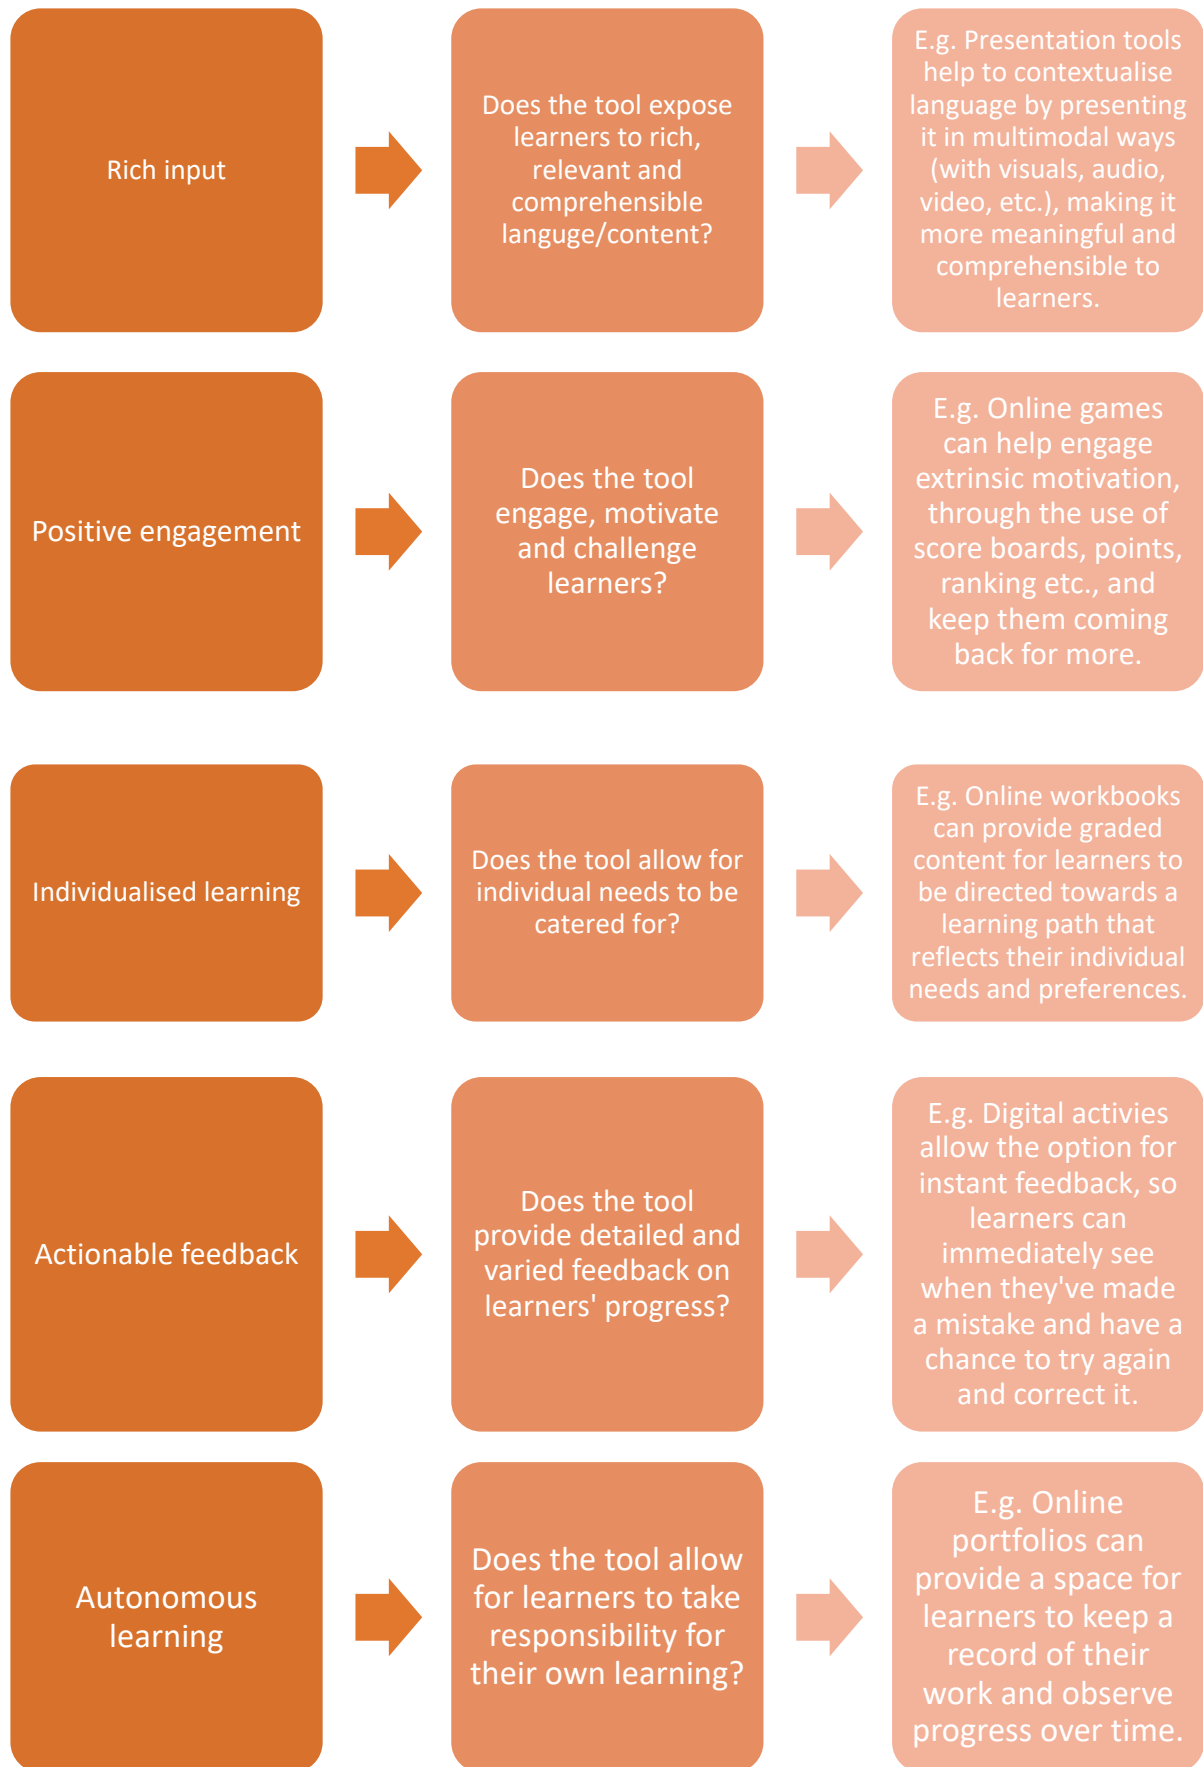 Rich input
Does the tool expose
learners to rich,
relevant and
comprehensible
languge/content?
E.g. Presentation tools
help to contextualise
language by presenting
it in multimodal ways
(with visuals, audio,
video, etc.), making it
more meaningful and
comprehensible to
learners.
Positive engagement
Does the tool
engage, motivate
and challenge
learners?
E.g. Online games
can help engage
extrinsic motivation,
through the use of
score boards, points,
ranking etc., and
keep them coming
back for more.
Individualised learning
Does the tool allow for
individual needs to be
catered for?
E.g. Online workbooks
can provide graded
content for learners to
be directed towards a
learning path that
reflects their individual
needs and preferences.
Actionable feedback
Does the tool
provide detailed and
varied feedback on
learners' progress?
E.g. Digital activies
allow the option for
instant feedback, so
learners can
immediately see
when they've made
a mistake and have a
chance to try again
and correct it.
Autonomous
learning
Does the tool allow
for learners to take
responsibility for
their own learning?
E.g. Online
portfolios can
provide a space for
learners to keep a
record of their
work and observe
progress over time.